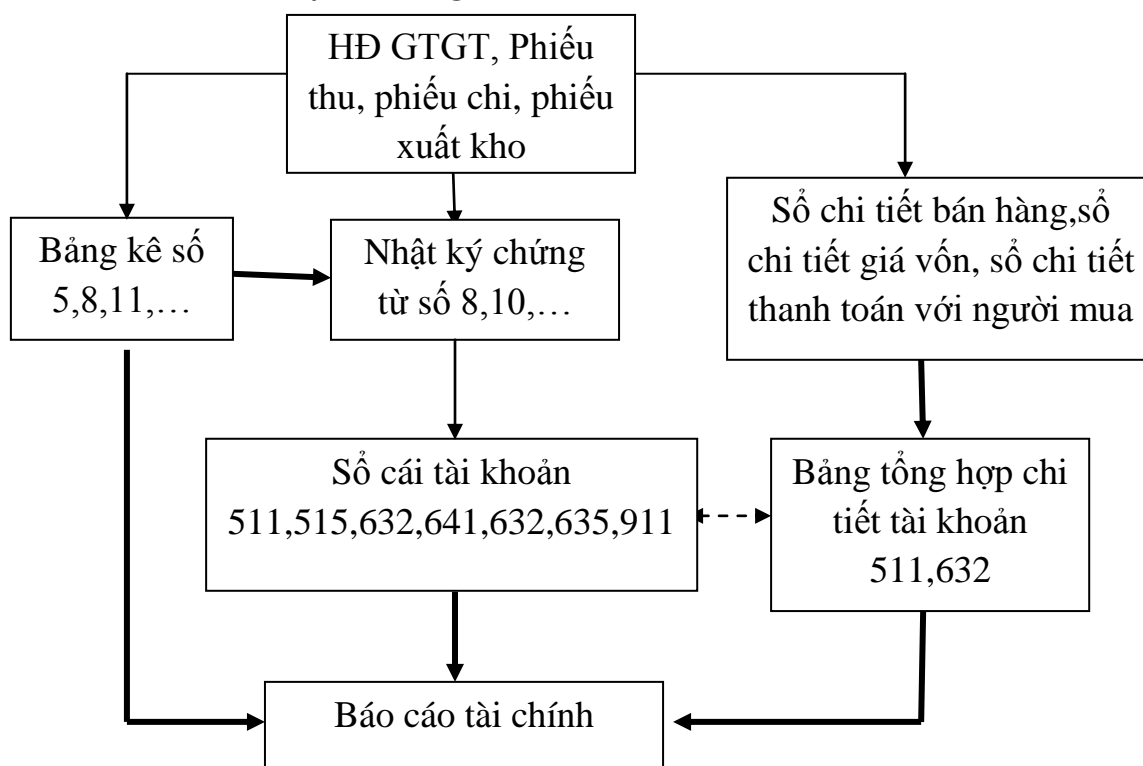 HĐ GTGT, Phiếu
thu, phiếu chi, phiếu
xuất kho
Bảng kê số
5,8,11,…
Nhật ký chứng
từ số 8,10,…
Sổ chi tiết bán hàng,sổ
chi tiết giá vốn, sổ chi tiết
thanh toán với người mua
Sổ cái tài khoản
511,515,632,641,632,635,911
Bảng tổng hợp chi
tiết tài khoản
511,632
Báo cáo tài chính